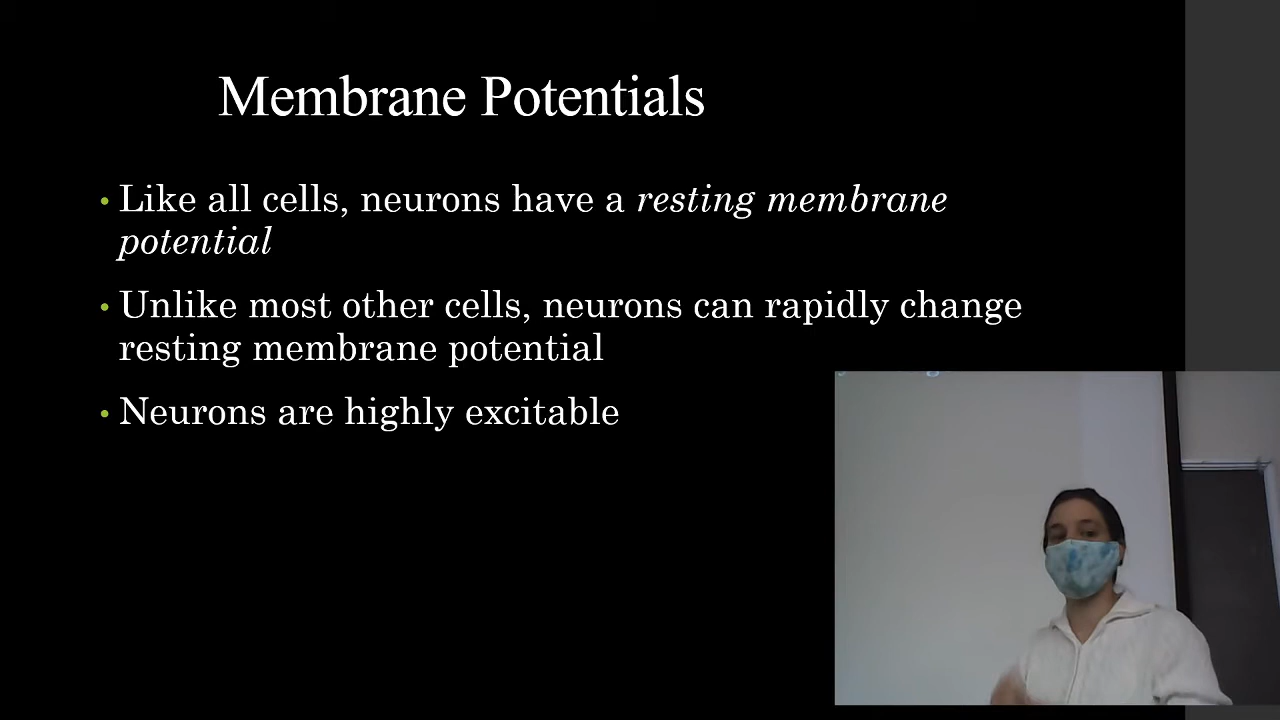 Membrane Potentials
• Like all cells, neurons have a resting membrane
potential
• Unlike most other cells, neurons can rapidly change
resting membrane potential
• Neurons are highly excitable